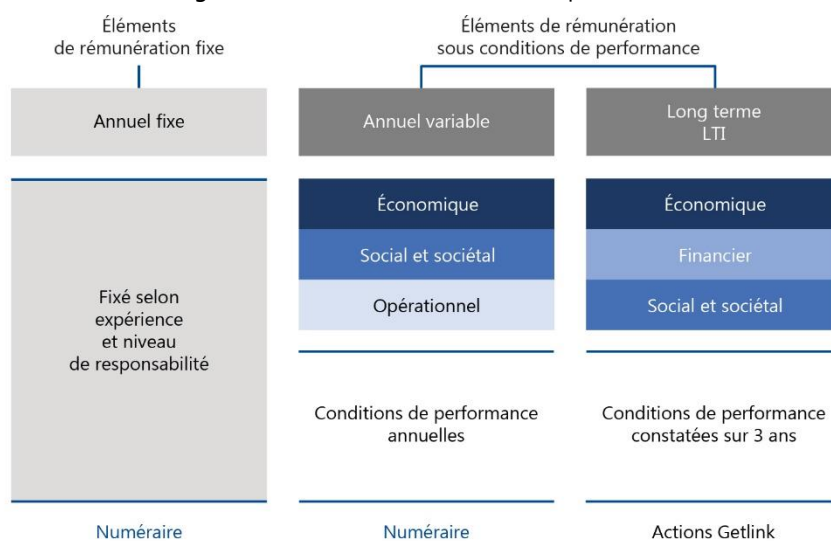 Éléments
de rémunération fixe
Éléments de rémunération
sous conditions de performance
Annuel fixe
Annuel variable
Long terme
LTI
Fixé selon
expérience
et niveau
de responsabilité
Économique
Social et sociétal
Opérationnel
Économique
Financier
Social et sociétal
Conditions de performance
annuelles
Conditions de performance
constatées sur 3 ans
Numéraire
Numéraire
Actions Getlink